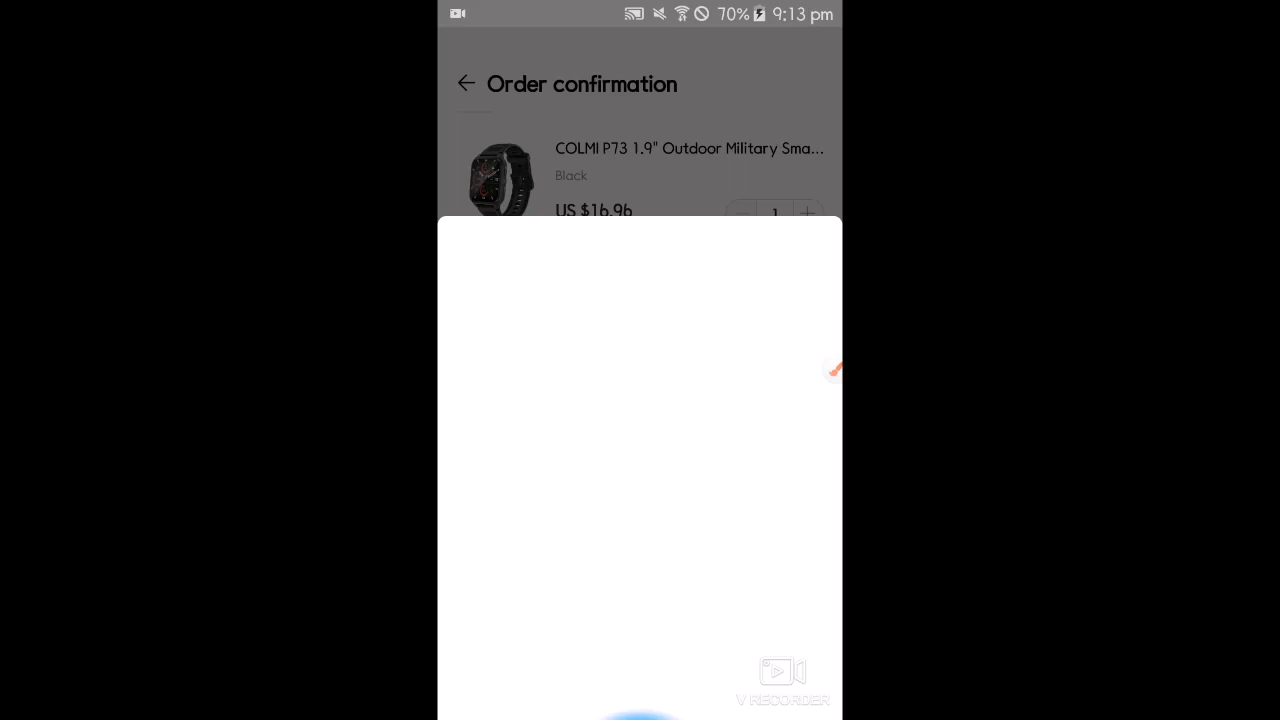 70% 9:13 pm
Order confirmation
COLMI P73 1.9" Outdoor Military Sma...
Black
US $16.96
1
V RECORDER